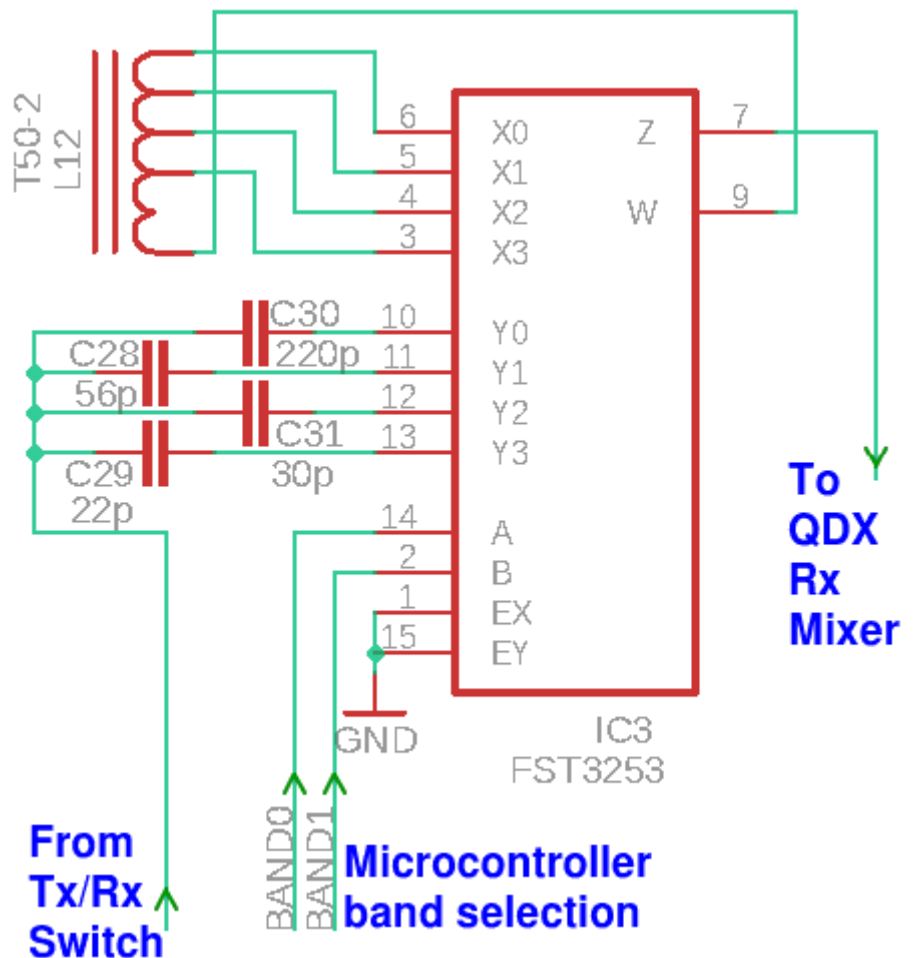 T50-2
L12
6 X0 Z 7
5 X1
4 X2 W 9
3 X3
C30
10 Y0
C28 220p 11 Y1
56p 12 Y2
C31 13 Y3
C29 30p
22p
14 A
2 B
1 EX
15 EY
GND
IC3
FST3253
To
QDX
Rx
Mixer
BAND0
BAND1
From
Tx/Rx
Switch
Microcontroller
band selection